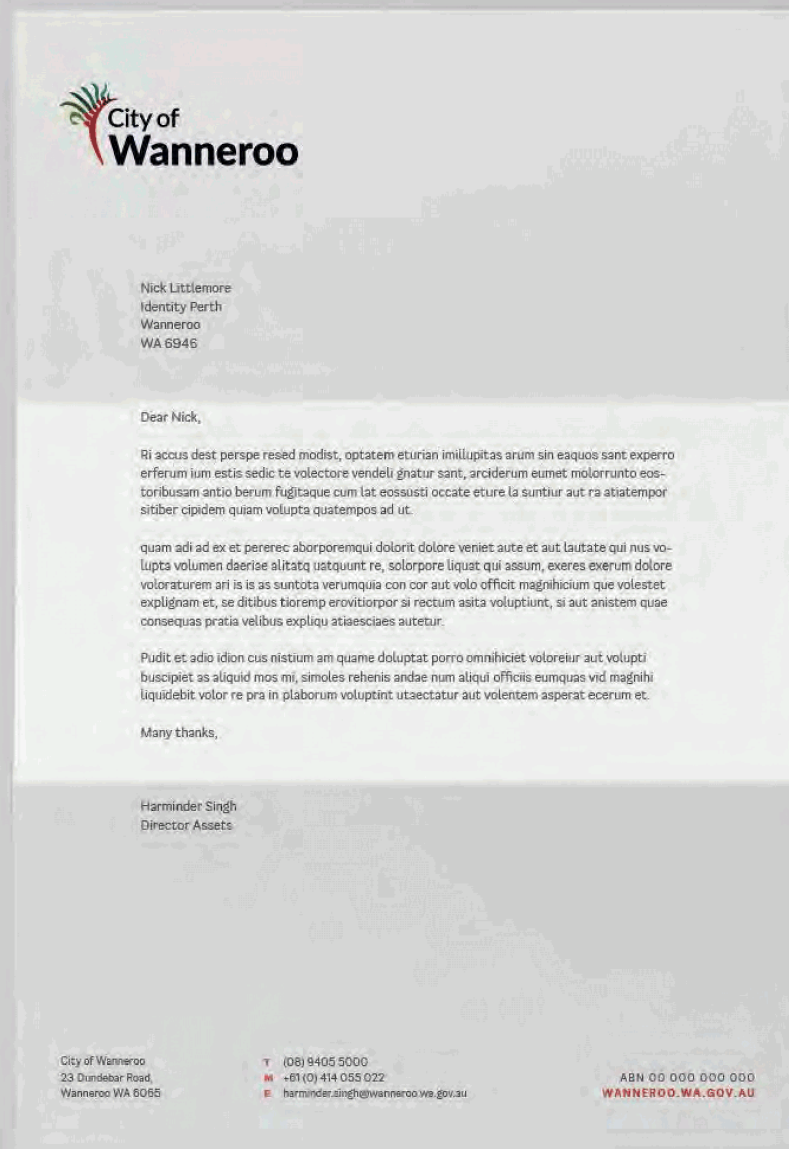 City of
Wanneroo
Nick Littlemore
Identity Perth
Wanneroo
WA 6946
Dear Nick,
Ri accus dest perspe resed modist, optatem eturian imillupitas arum sin eaquos sant experro
erferum ium estis sedic te volectore vendeli gnatur sant, arciderum eumet molorrunto eos-
toribusam antio berum fugitaque cum lat eossusti occate eture la suntiur aut ra atiatempor
sitiber cipidem quiam volupta quatempos ad ut.
quam adi ad ex et pererec aborporemqui dolorit dolore veniet aute et aut lautate qui nus vo-
lupta volumen daeriae alitatq uatquunt re, solorpore liquat qui assum, exeres exerum dolore
voloraturem ari is is as suntota verumquia con cor aut volo officit magnihicium que volestet
explignam et, se ditibus tioremp erovitiorpor si rectum asita voluptiunt, si aut anistem quae
consequas pratia velibus expliqu atiaesciaes autetur.
Pudit et adio idion cus nistium am quame doluptat porro omnihiciet voloreiur aut volupti
buscipiet as aliquid mos mi, simoles rehenis andae num aliqui officiis eumquas vid magnihi
liquidebit volor re pra in plaborum voluptint utaectatur aut volentem asperat ecerum et.
Many thanks,
Harminder Singh
Director Assets
City of Wanneroo
23 Dundebar Road,
Wanneroo WA 6065
T (08) 9405 5000
M +61 (0) 414 055 022
E harminder.singh@wanneroo.wa.gov.au
ABN 00 000 000 000
WANNEROO.WA.GOV.AU